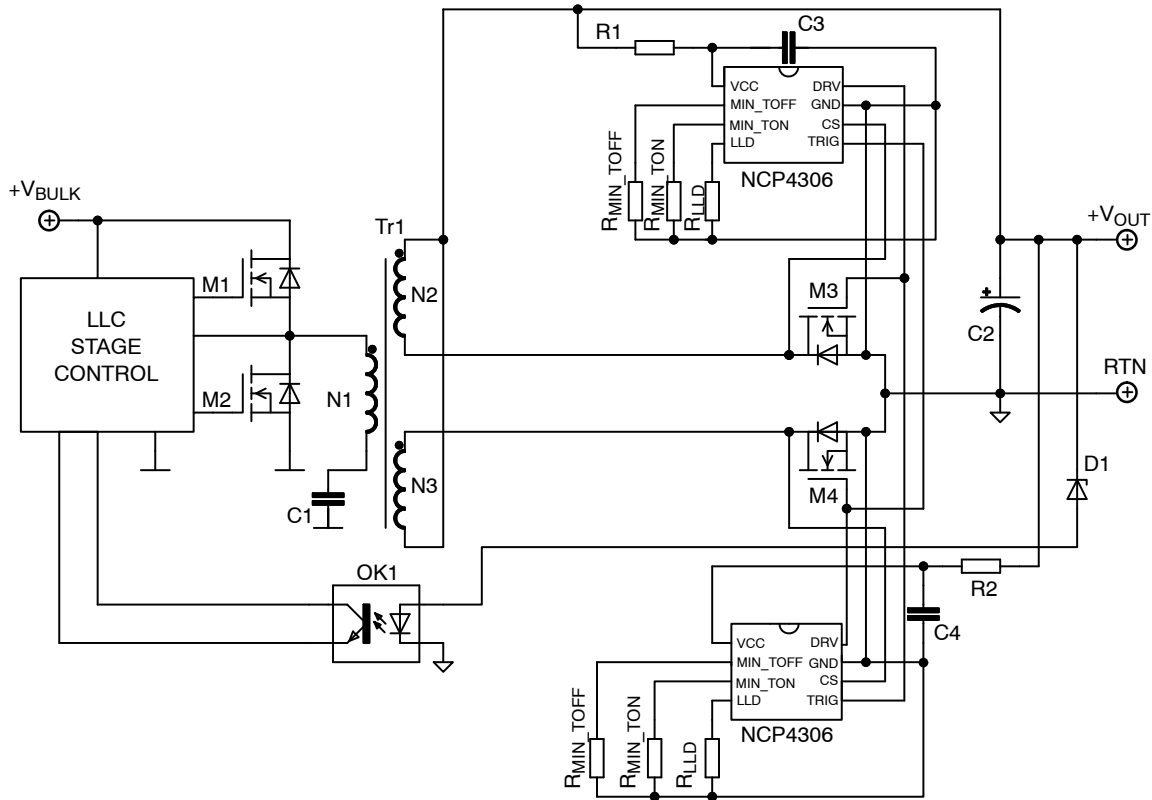 R1
C3
VCC
DRV
MIN_TOFF
GND
MIN_TON
CS
LLD
TRIG
NCP4306
RMIN_TOFF
RMIN_TON
RLLD
+VBULK
Tr1
+VOUT
M1
N2
M3
LLC
STAGE
CONTROL
+
C2
RTN
M2
N1
N3
M4
D1
C1
OK1
R2
C4
VCC
DRV
MIN_TOFF
GND
MIN_TON
CS
LLD
TRIG
NCP4306
RMIN_TOFF
RMIN_TON
RLLD